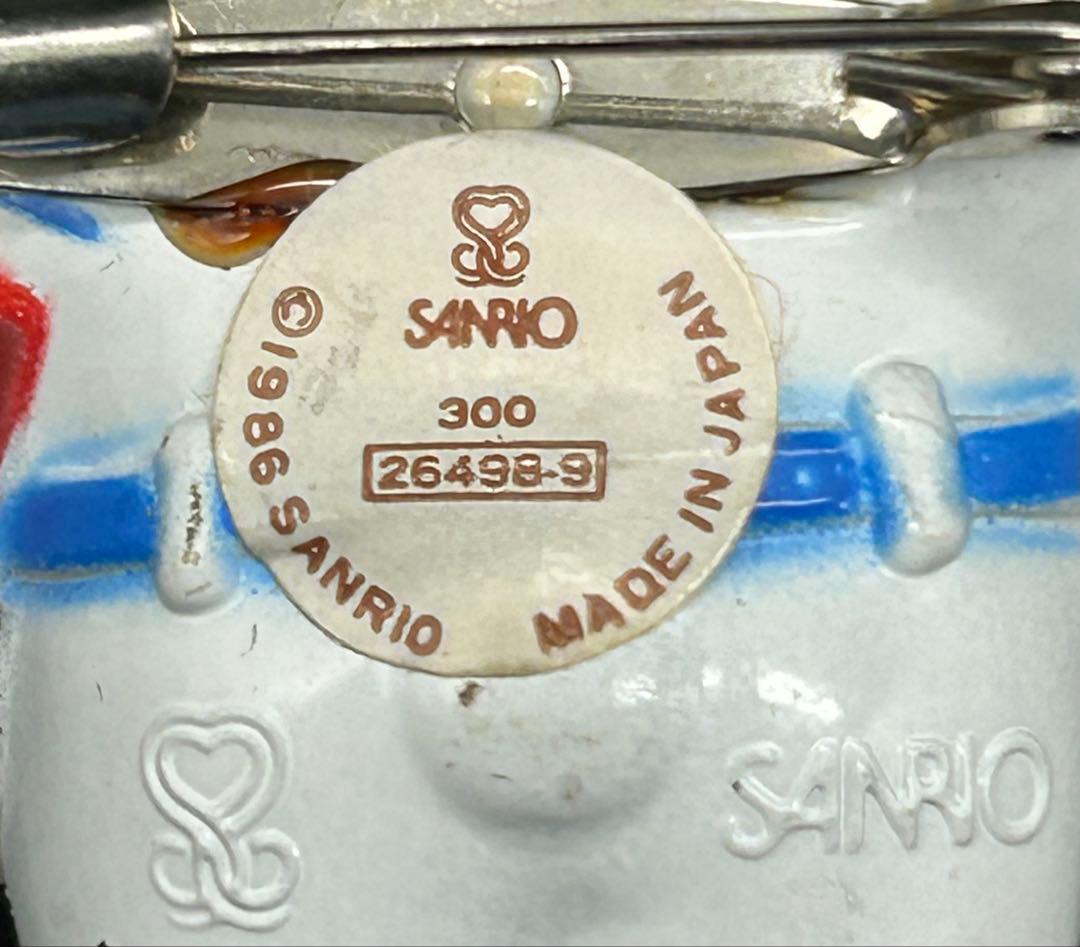 SANRIO
300
26498-9
©1986 SANRIO
MADE IN JAPAN
SANRIO